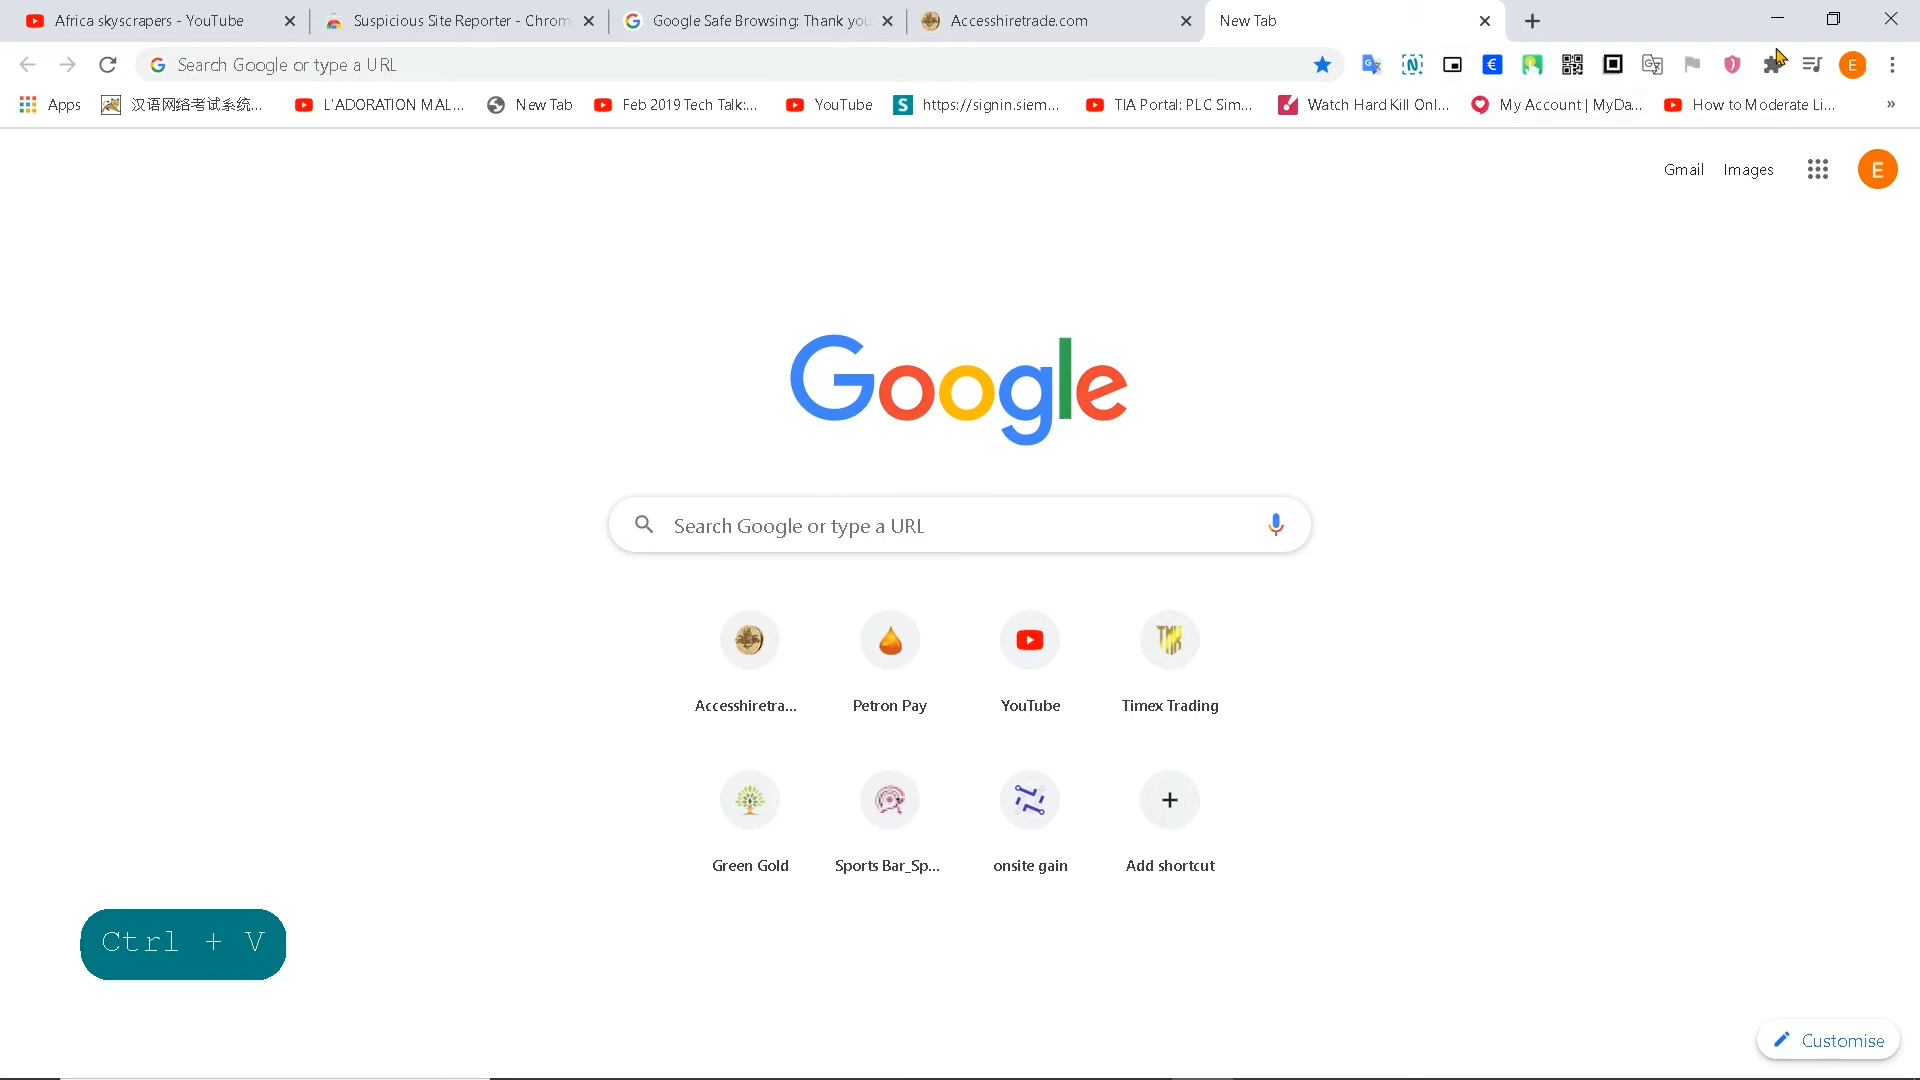 Africa skyscrapers - YouTube
Suspicious Site Reporter - Chrom
Google Safe Browsing: Thank you
Accesshiretrade.com
New Tab
Search Google or type a URL
E
Apps
汉语网络考试系统...
L'ADORATION MAL...
New Tab
Feb 2019 Tech Talk:...
YouTube
S
https://signin.siem...
TIA Portal: PLC Sim...
Watch Hard Kill Onl...
My Account | MyDa...
How to Moderate Li...
»
Gmail
Images
E
Google
Search Google or type a URL
Accesshiretra...
Petron Pay
YouTube
Timex Trading
Green Gold
Sports Bar_Sp...
onsite gain
Add shortcut
Ctrl + V
Customise